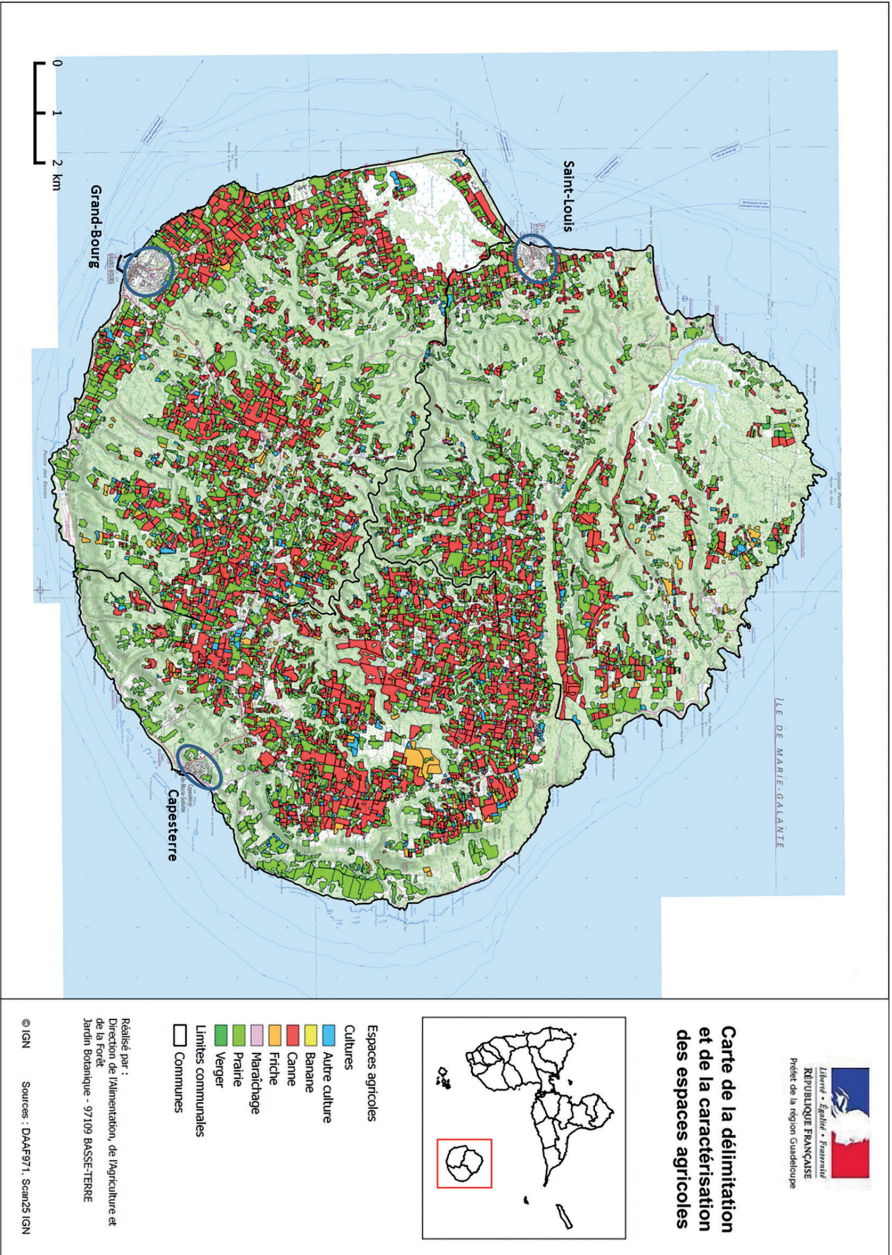 Liberté • Égalité • Fraternité
RÉPUBLIQUE FRANÇAISE
Préfet de la région Guadeloupe
Carte de la délimitation
et de la caractérisation
des espaces agricoles
Espaces agricoles
Cultures
Autre culture
Banane
Canne
Friche
Maraîchage
Prairie
Verger
Limites communales
Communes
Réalisé par :
Direction de l'Alimentation, de l'Agriculture et
de la Forêt
Jardin Botanique - 97109 BASSE-TERRE
© IGN Sources : DAAF971, Scan25 IGN
ILE DE MARIE-GALANTE
Saint-Louis
Grand-Bourg
Capesterre
0 1 2 km